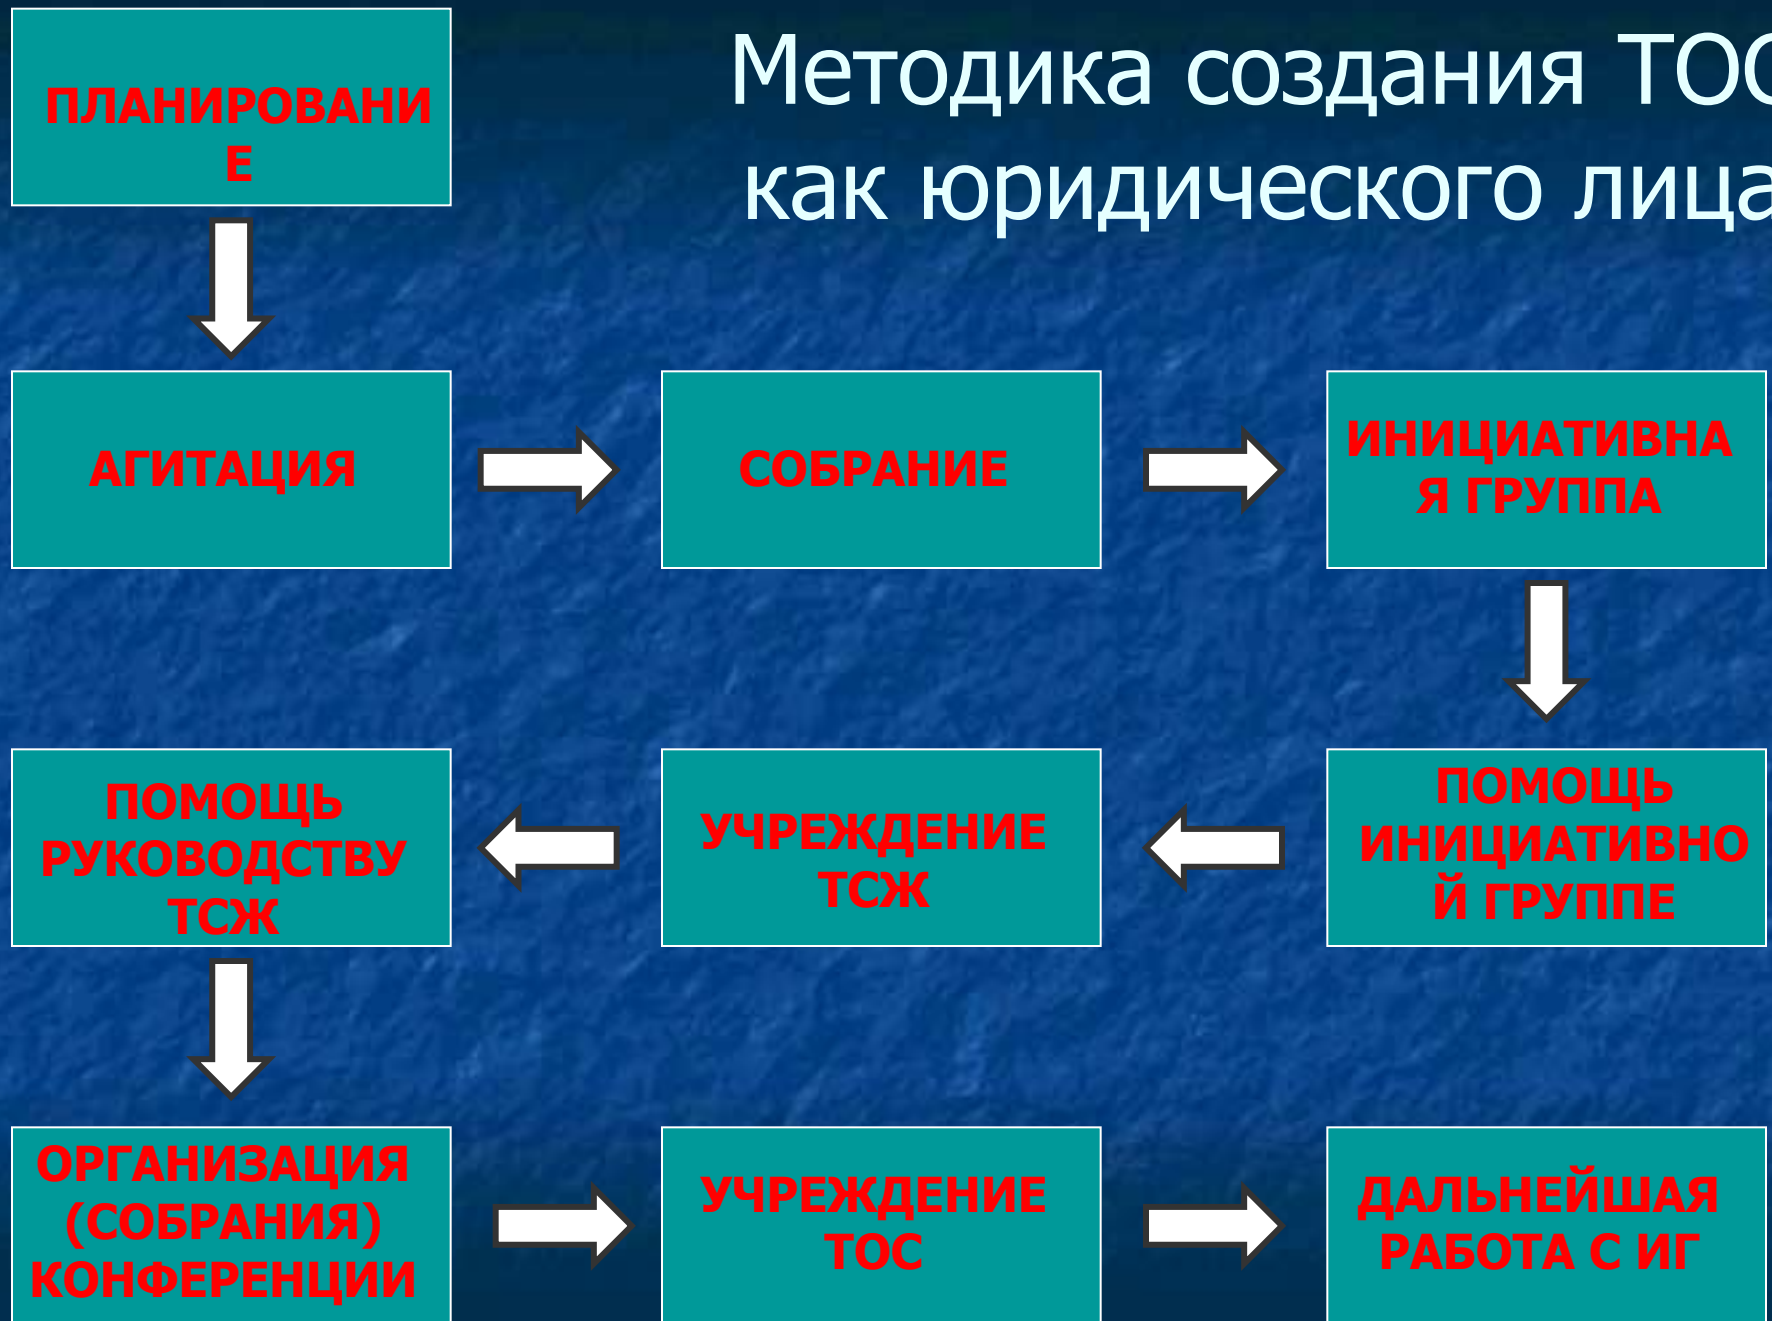 Методика создания ТОС
как юридического лица
ПЛАНИРОВАНИ
Е
АГИТАЦИЯ
СОБРАНИЕ
ИНИЦИАТИВНА
Я ГРУППА
ПОМОЩЬ
РУКОВОДСТВУ
ТСЖ
УЧРЕЖДЕНИЕ
ТСЖ
ПОМОЩЬ
ИНИЦИАТИВНО
Й ГРУППЕ
ОРГАНИЗАЦИЯ
(СОБРАНИЯ)
КОНФЕРЕНЦИИ
УЧРЕЖДЕНИЕ
ТОС
ДАЛЬНЕЙШАЯ
РАБОТА С ИГ